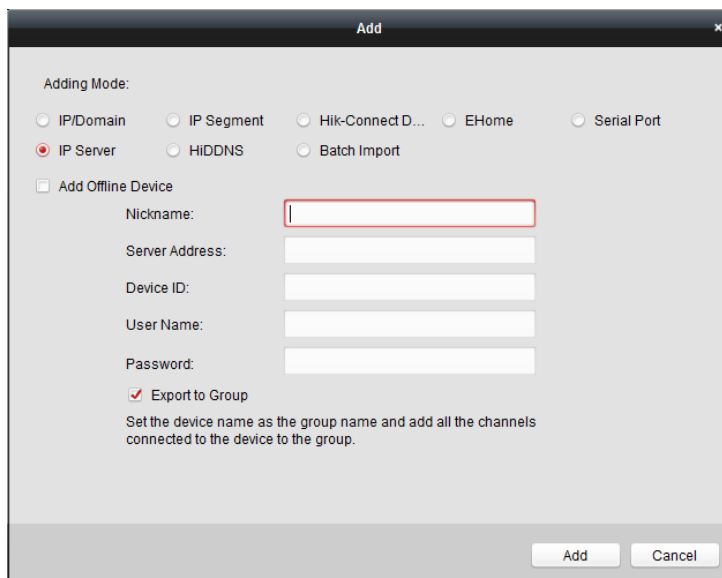 Add
Adding Mode:
IP/Domain IP Segment Hik-Connect D... EHome Serial Port
IP Server HiDDNS Batch Import
Add Offline Device
Nickname:
Server Address:
Device ID:
User Name:
Password:
Export to Group
Set the device name as the group name and add all the channels
connected to the device to the group.
Add Cancel